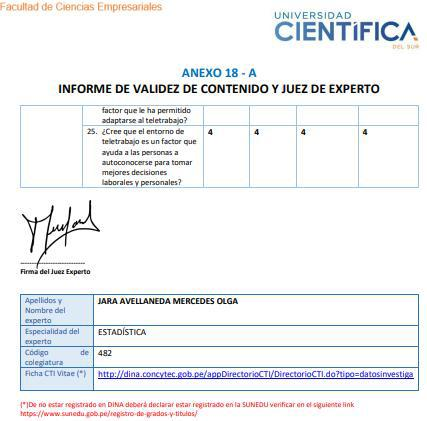 Facultad de Ciencias Empresariales
UNIVERSIDAD
CIENTÍFICA
DEL SUR
ANEXO 18 - A
INFORME DE VALIDEZ DE CONTENIDO Y JUEZ DE EXPERTO
factor que le ha permitido
adaptarse al teletrabajo?
25. ¿Cree que el entorno de
teletrabajo es un factor que
ayuda a las personas a
autoconocerse para tomar
mejores decisiones
laborales y personales?
4 4 4 4
Firma del Juez Experto
Apellidos y
Nombre del
experto
JARA AVELLANEDA MERCEDES OLGA
Especialidad del
experto
ESTADÍSTICA
Código de
colegiatura
482
Ficha CTI Vitae (*)
http://dina.concytec.gob.pe/appDirectorioCTI/DirectorioCTI.do?tipo=datosinvestiga
(*)De no estar registrado en DINA deberá declarar estar registrado en la SUNEDU verificar en el siguiente link
https://www.sunedu.gob.pe/registro-de-grados-y-titulos/